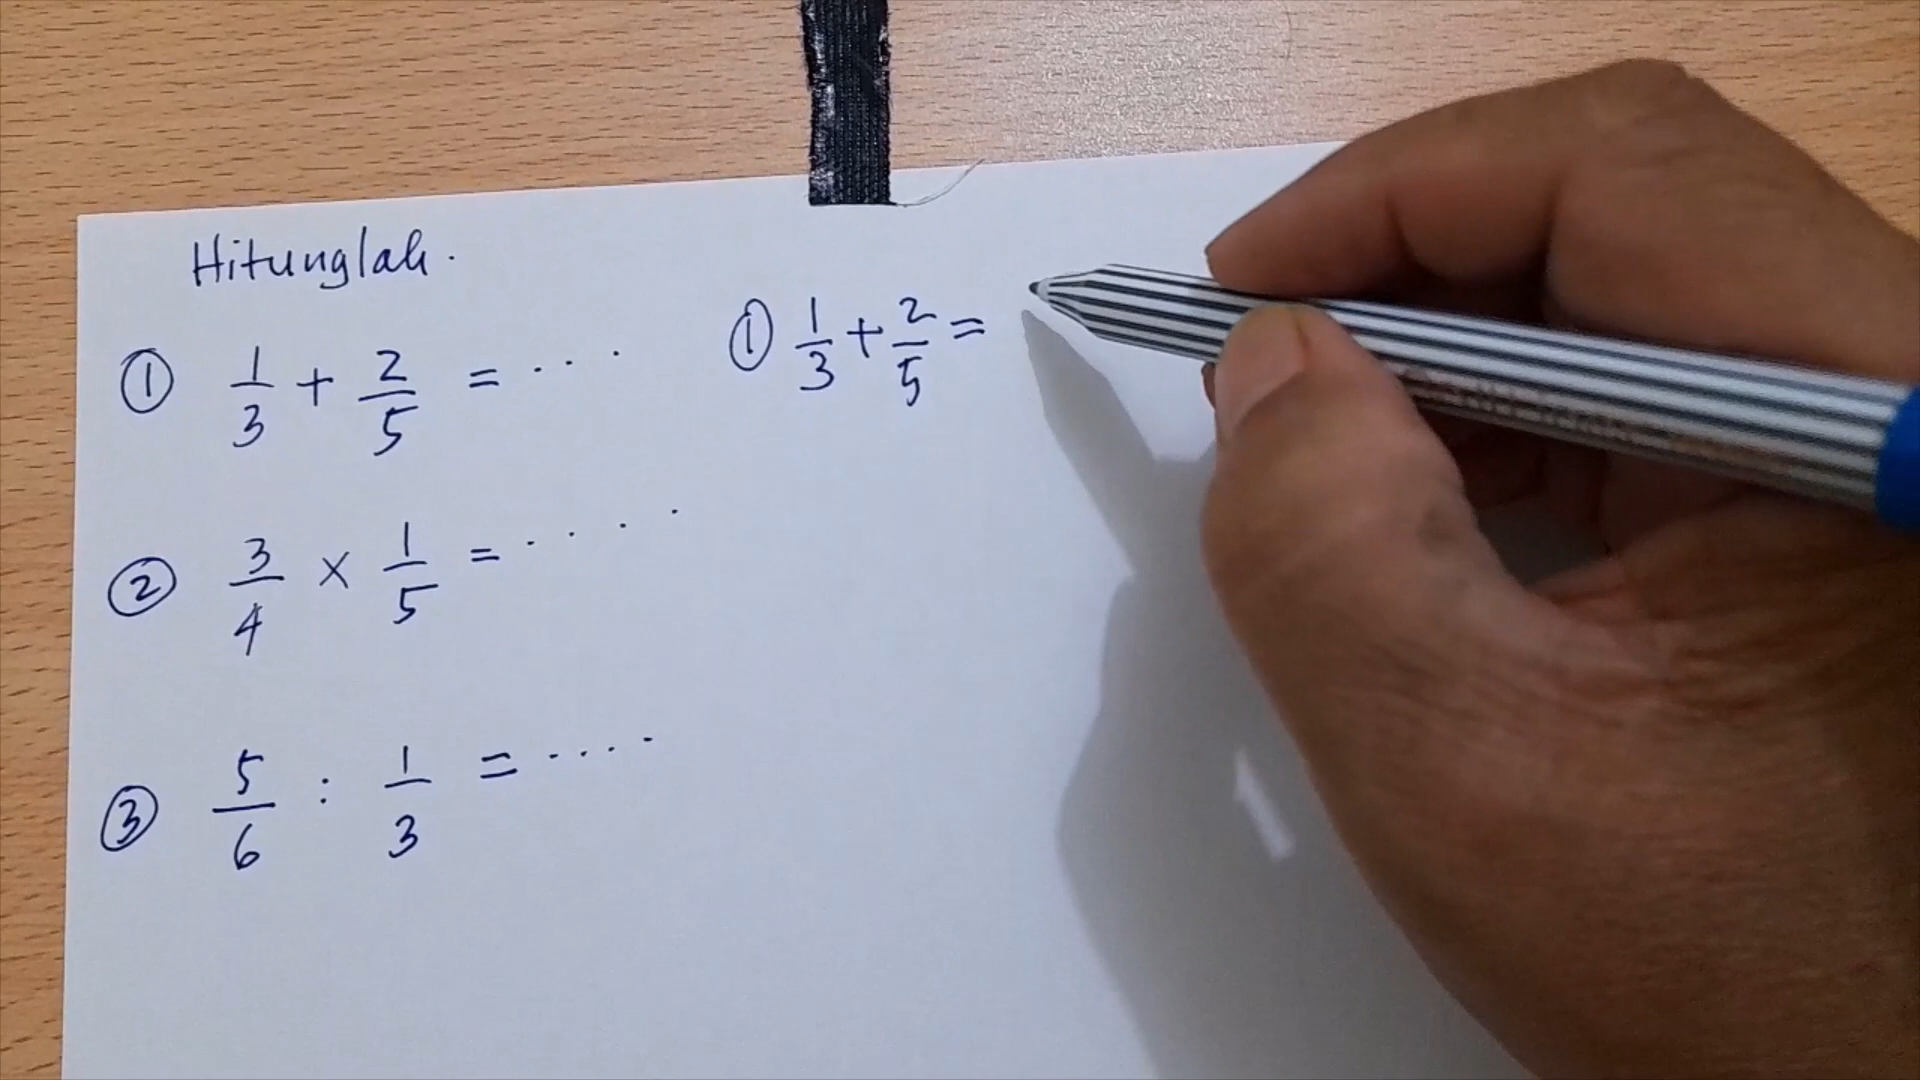 Hitunglah.
① 1/3 + 2/5 = ...
② 3/4 × 1/5 = ....
③ 5/6 : 1/3 = ....
① 1/3 + 2/5 =